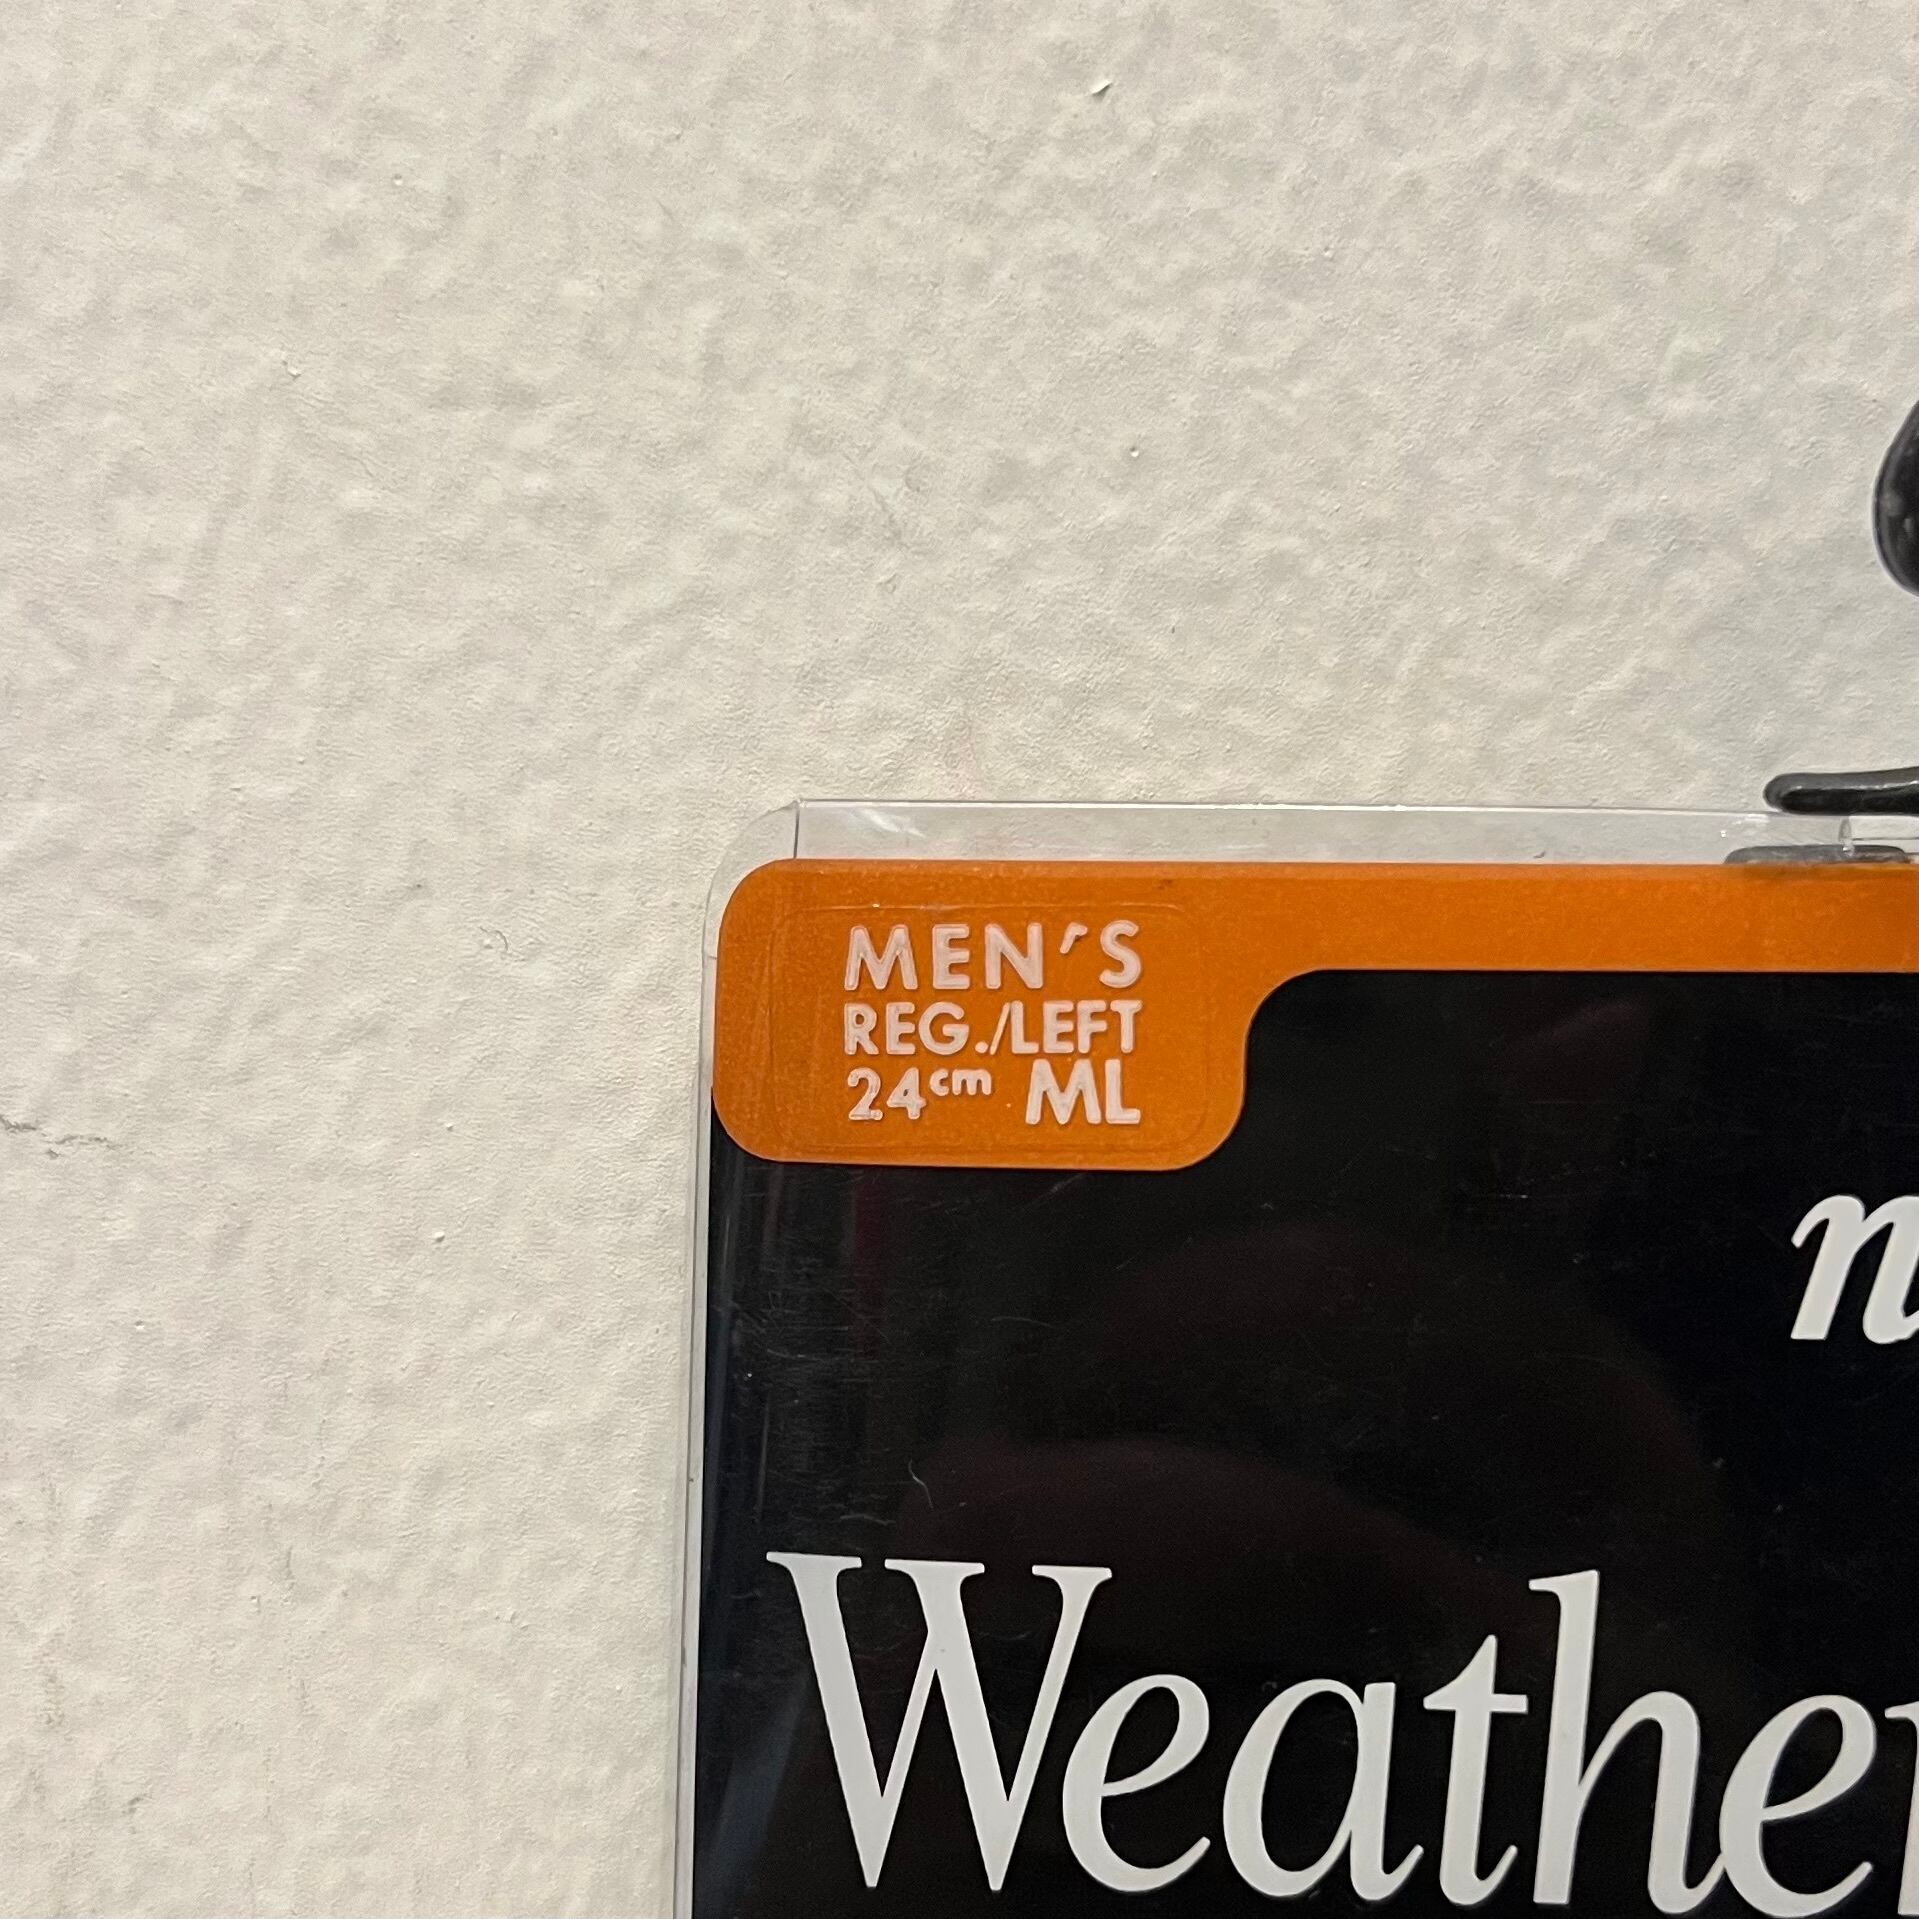 MEN'S
REG./LEFT
24cm ML
n
Weather